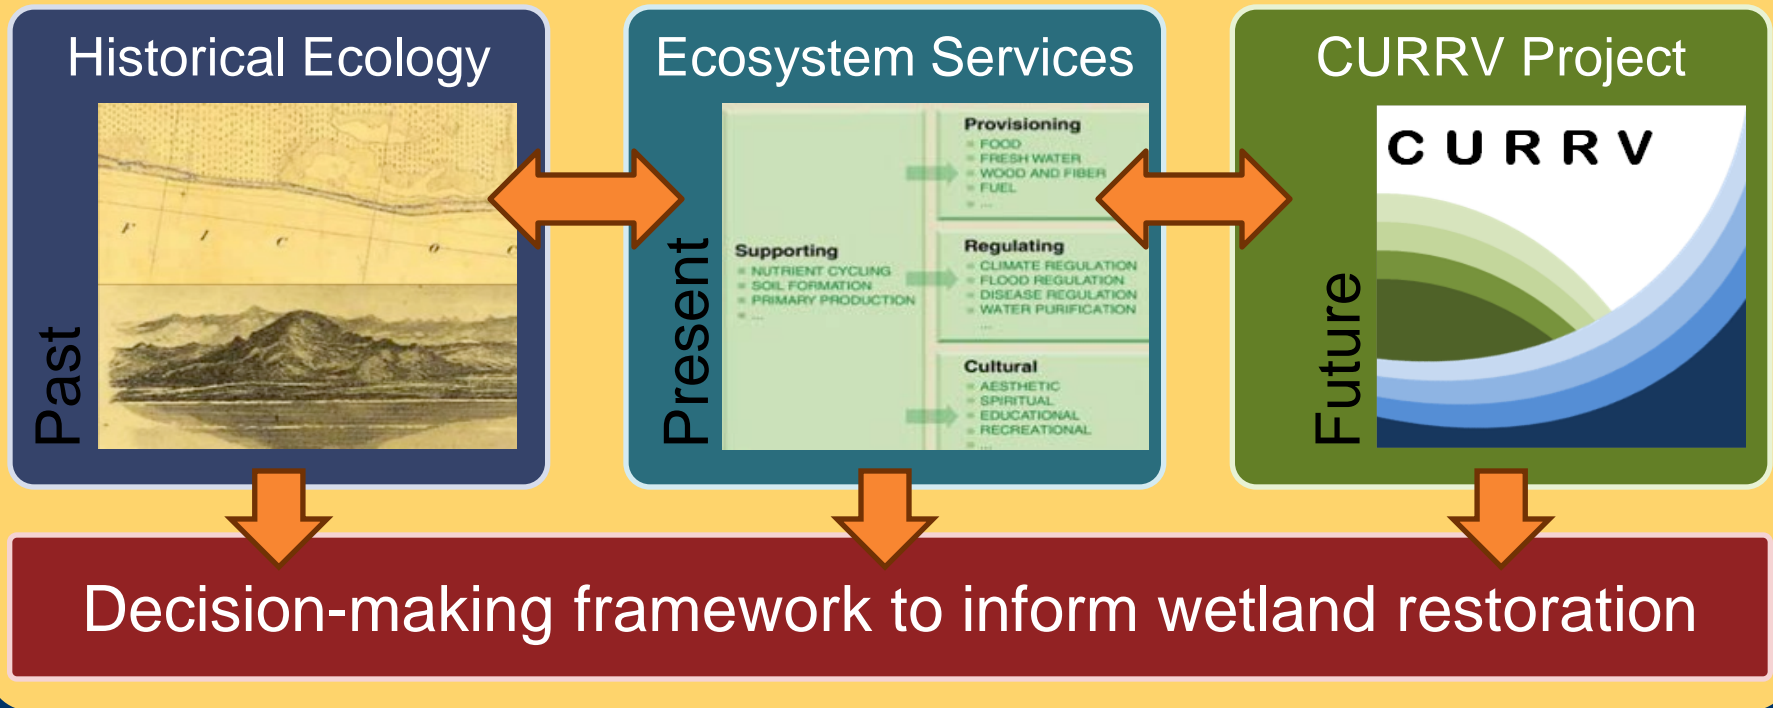 Historical Ecology
Past
F I C O C
Ecosystem Services
Present
Supporting
NUTRIENT CYCLING
SOIL FORMATION
PRIMARY PRODUCTION
...
Provisioning
FOOD
FRESH WATER
WOOD AND FIBER
FUEL
...
Regulating
CLIMATE REGULATION
FLOOD REGULATION
DISEASE REGULATION
WATER PURIFICATION
...
Cultural
AESTHETIC
SPIRITUAL
EDUCATIONAL
RECREATIONAL
...
CURRV Project
Future
CURRV
Decision-making framework to inform wetland restoration